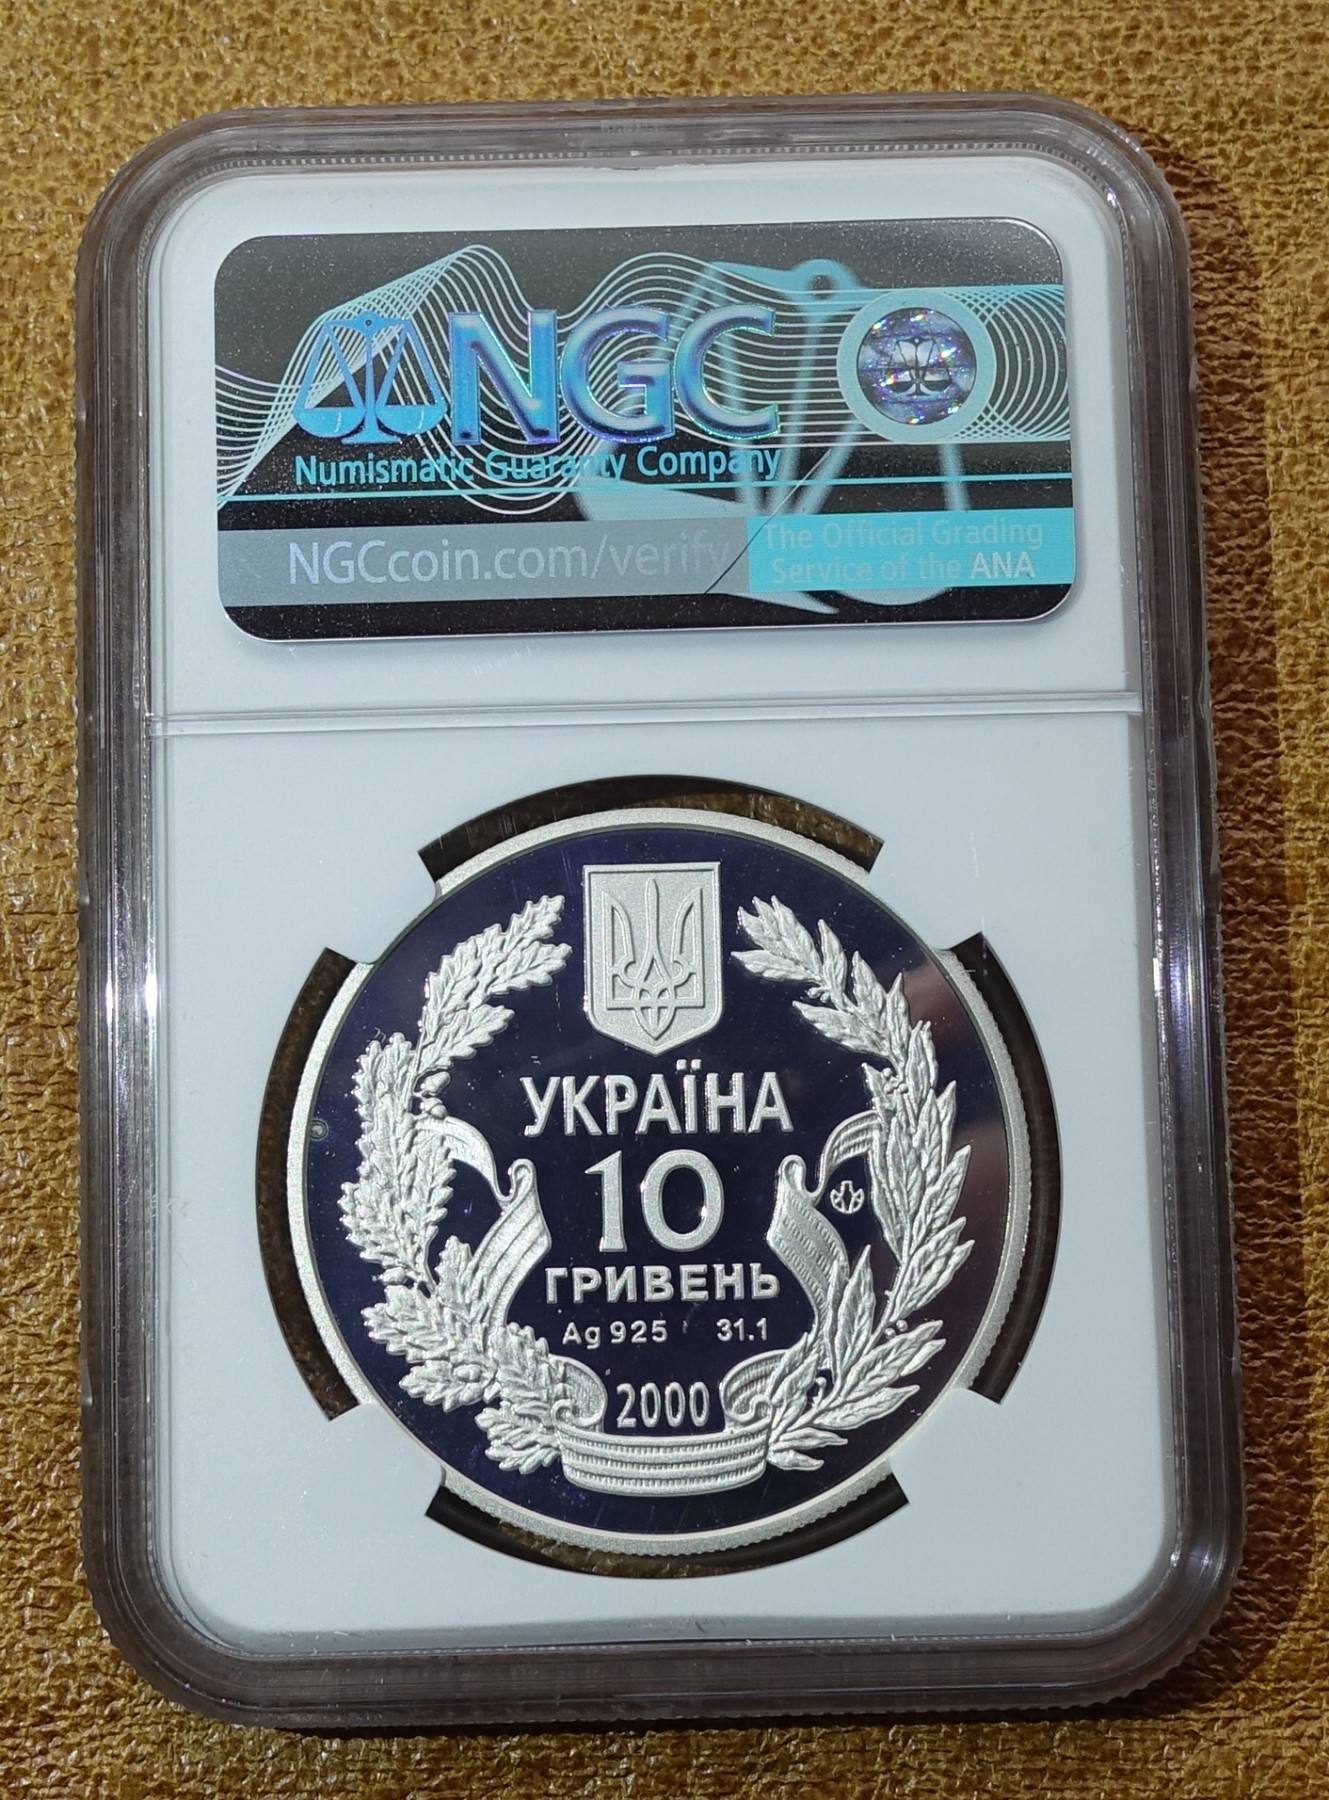 NGC
Numismatic Guaranty Company
NGCcoin.com/verify
The Official Grading
Service of the ANA
УКРАЇНА
10
ГРИВЕНЬ
Ag 925 31.1
2000